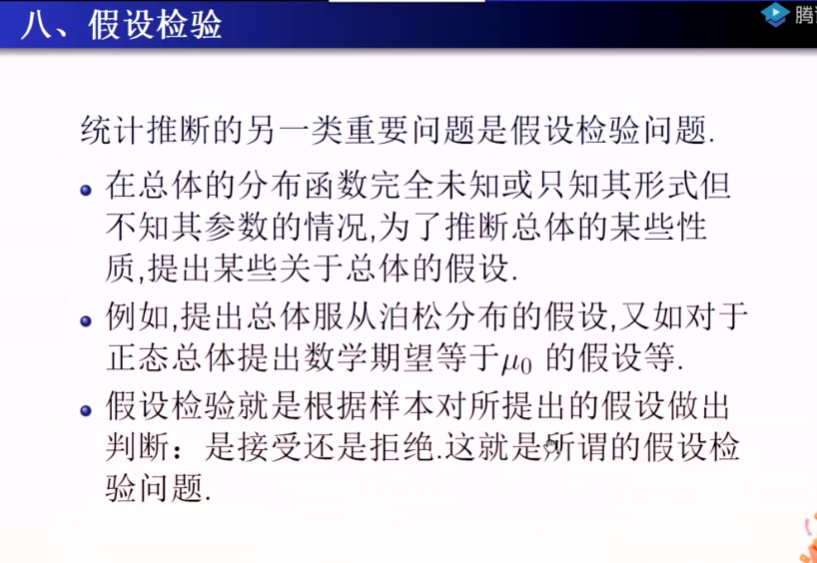 八、假设检验
腾
统计推断的另一类重要问题是假设检验问题.
在总体的分布函数完全未知或只知其形式但
不知其参数的情况,为了推断总体的某些性
质,提出某些关于总体的假设.
例如,提出总体服从泊松分布的假设,又如对于
正态总体提出数学期望等于μ₀ 的假设等.
假设检验就是根据样本对所提出的假设做出
判断：是接受还是拒绝.这就是所谓的假设检
验问题.